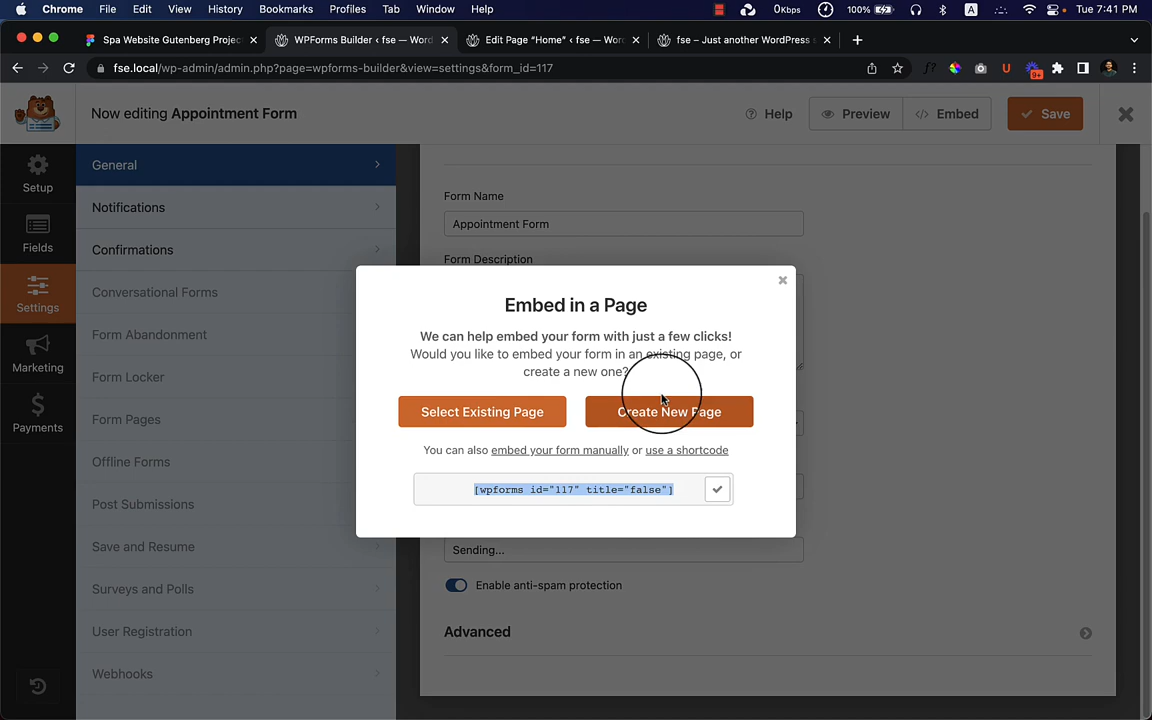 Chrome File Edit View History Bookmarks Profiles Tab Window Help 0Kbps 100% A Tue 7:41 PM
Spa Website Gutenberg Projec WPForms Builder ‹ fse — Word Edit Page “Home” ‹ fse — Wor fse – Just another WordPress s
fse.local/wp-admin/admin.php?page=wpforms-builder&view=settings&form_id=117 f? U 9+
Now editing Appointment Form Help Preview Embed Save
Setup
Fields
Settings
Marketing
Payments
General
Notifications
Confirmations
Conversational Forms
Form Abandonment
Form Locker
Form Pages
Offline Forms
Post Submissions
Save and Resume
Surveys and Polls
User Registration
Webhooks
Form Name
Appointment Form
Form Description
Embed in a Page
We can help embed your form with just a few clicks!
Would you like to embed your form in an existing page, or
create a new one?
Select Existing Page Create New Page
You can also embed your form manually or use a shortcode
[wpforms id="117" title="false"]
Sending...
Enable anti-spam protection
Advanced